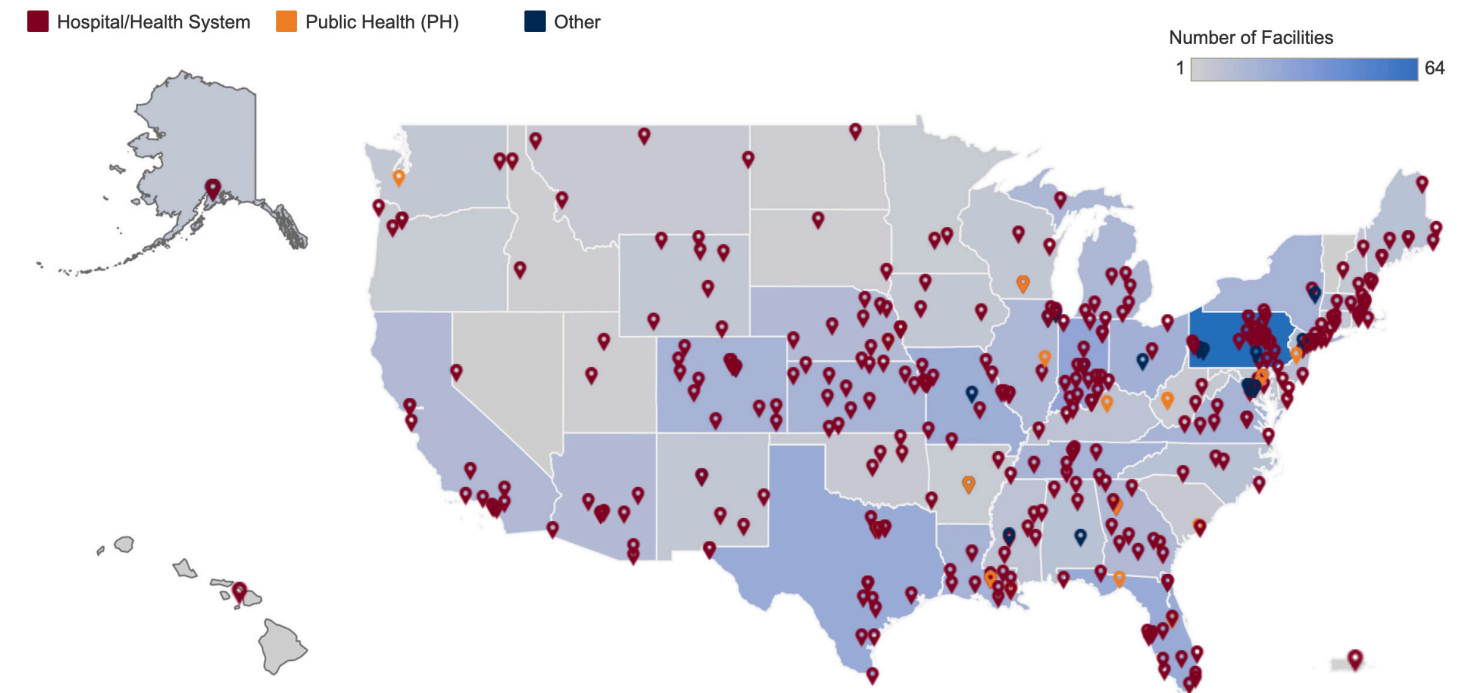 Hospital/Health System Public Health (PH) Other
Number of Facilities
1 64